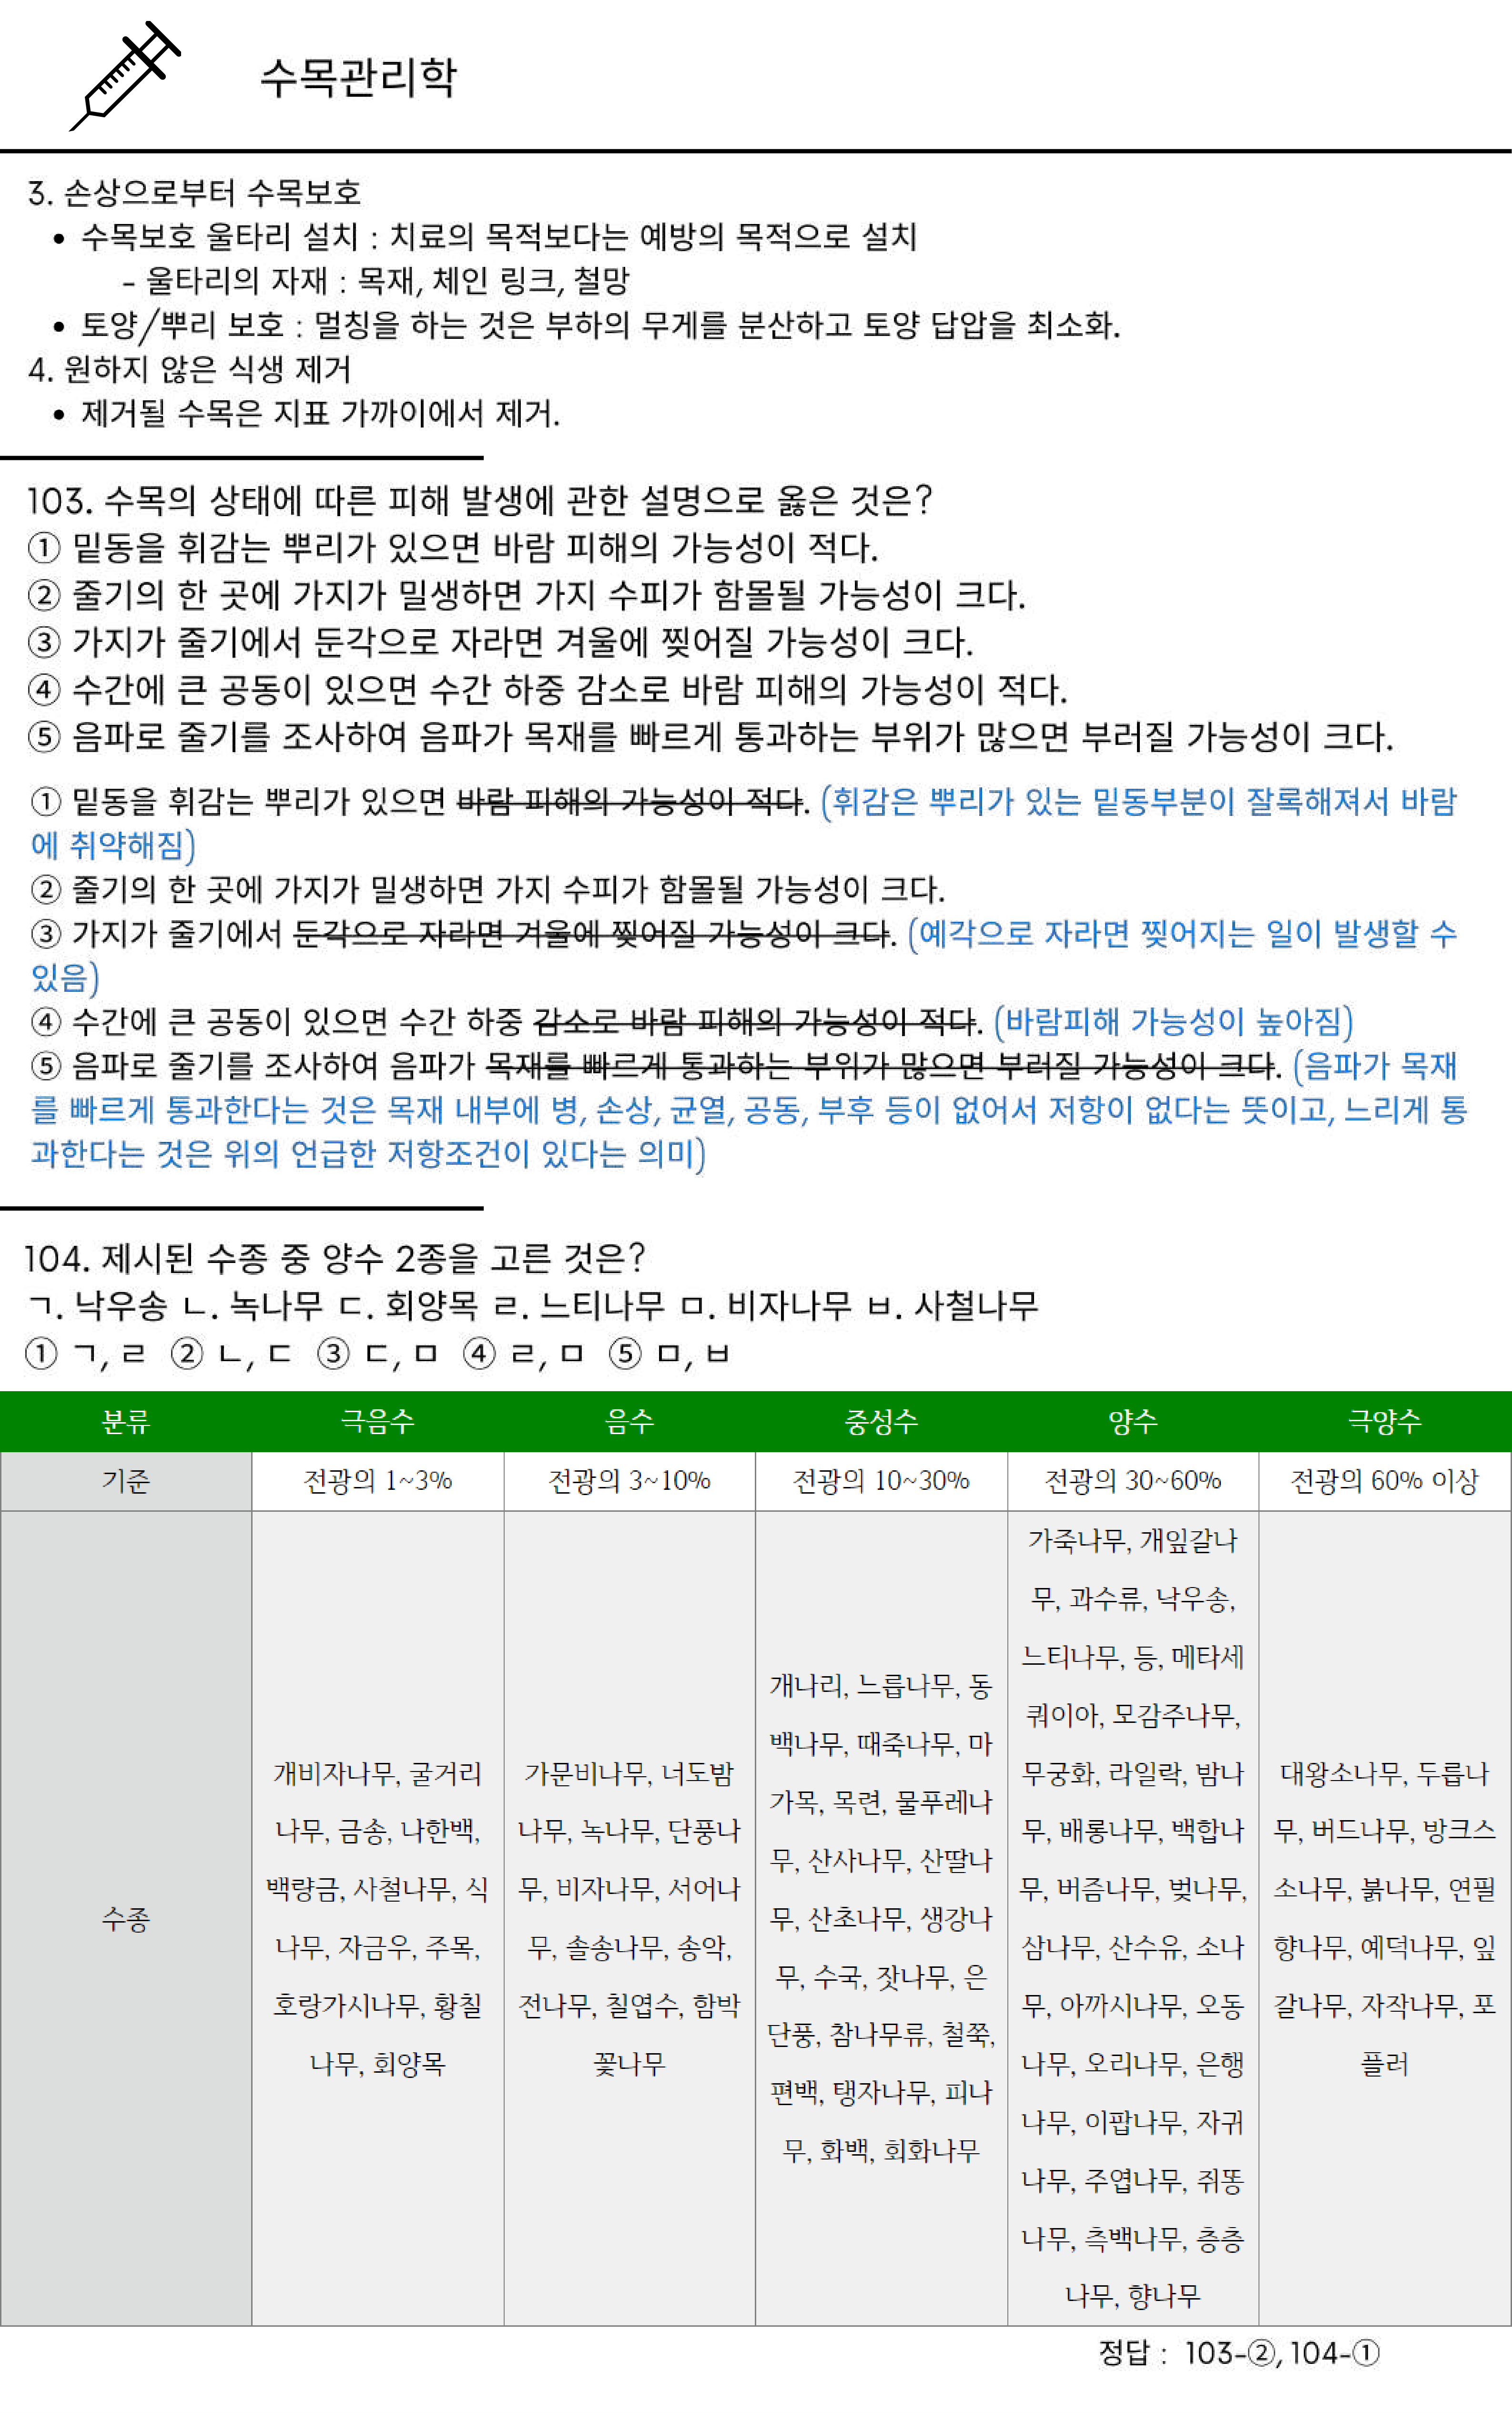 수목관리학
3. 손상으로부터 수목보호
• 수목보호 울타리 설치 : 치료의 목적보다는 예방의 목적으로 설치
- 울타리의 자재 : 목재, 체인 링크, 철망
• 토양/뿌리 보호 : 멀칭을 하는 것은 부하의 무게를 분산하고 토양 답압을 최소화.
4. 원하지 않은 식생 제거
• 제거될 수목은 지표 가까이에서 제거.
103. 수목의 상태에 따른 피해 발생에 관한 설명으로 옳은 것은?
① 밑동을 휘감는 뿌리가 있으면 바람 피해의 가능성이 적다.
② 줄기의 한 곳에 가지가 밀생하면 가지 수피가 함몰될 가능성이 크다.
③ 가지가 줄기에서 둔각으로 자라면 겨울에 찢어질 가능성이 크다.
④ 수간에 큰 공동이 있으면 수간 하중 감소로 바람 피해의 가능성이 적다.
⑤ 음파로 줄기를 조사하여 음파가 목재를 빠르게 통과하는 부위가 많으면 부러질 가능성이 크다.
① 밑동을 휘감는 뿌리가 있으면 바람 피해의 가능성이 적다. (휘감은 뿌리가 있는 밑동부분이 잘록해져서 바람
에 취약해짐)
② 줄기의 한 곳에 가지가 밀생하면 가지 수피가 함몰될 가능성이 크다.
③ 가지가 줄기에서 둔각으로 자라면 겨울에 찢어질 가능성이 크다. (예각으로 자라면 찢어지는 일이 발생할 수
있음)
④ 수간에 큰 공동이 있으면 수간 하중 감소로 바람 피해의 가능성이 적다. (바람피해 가능성이 높아짐)
⑤ 음파로 줄기를 조사하여 음파가 목재를 빠르게 통과하는 부위가 많으면 부러질 가능성이 크다. (음파가 목재
를 빠르게 통과한다는 것은 목재 내부에 병, 손상, 균열, 공동, 부후 등이 없어서 저항이 없다는 뜻이고, 느리게 통
과한다는 것은 위의 언급한 저항조건이 있다는 의미)
104. 제시된 수종 중 양수 2종을 고른 것은?
ㄱ. 낙우송 ㄴ. 녹나무 ㄷ. 회양목 ㄹ. 느티나무 ㅁ. 비자나무 ㅂ. 사철나무
① ㄱ, ㄹ ② ㄴ, ㄷ ③ ㄷ, ㅁ ④ ㄹ, ㅁ ⑤ ㅁ, ㅂ
분류 극음수 음수 중성수 양수 극양수
기준 전광의 1~3% 전광의 3~10% 전광의 10~30% 전광의 30~60% 전광의 60% 이상
수종
개비자나무, 굴거리
나무, 금송, 나한백,
백량금, 사철나무, 식
나무, 자금우, 주목,
호랑가시나무, 황칠
나무, 회양목
가문비나무, 너도밤
나무, 녹나무, 단풍나
무, 비자나무, 서어나
무, 솔송나무, 송악,
전나무, 칠엽수, 함박
꽃나무
개나리, 느릅나무, 동
백나무, 때죽나무, 마
가목, 목련, 물푸레나
무, 산사나무, 산딸나
무, 산초나무, 생강나
무, 수국, 잣나무, 은
단풍, 참나무류, 철쭉,
편백, 탱자나무, 피나
무, 화백, 회화나무
가죽나무, 개잎갈나
무, 과수류, 낙우송,
느티나무, 등, 메타세
쿼이아, 모감주나무,
무궁화, 라일락, 밤나
무, 배롱나무, 백합나
무, 버즘나무, 벚나무,
삼나무, 산수유, 소나
무, 아까시나무, 오동
나무, 오리나무, 은행
나무, 이팝나무, 자귀
나무, 주엽나무, 쥐똥
나무, 측백나무, 층층
나무, 향나무
대왕소나무, 두릅나
무, 버드나무, 방크스
소나무, 붉나무, 연필
향나무, 예덕나무, 잎
갈나무, 자작나무, 포
플러
정답 : 103-②, 104-①